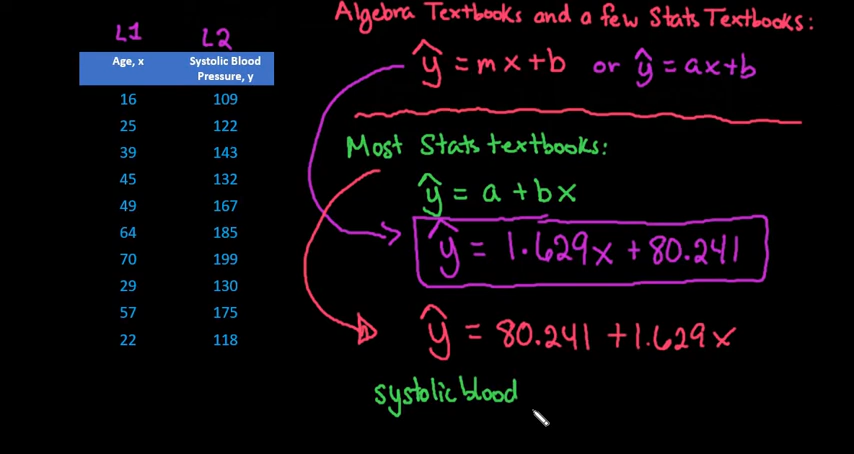 Algebra Textbooks and a few Stats Textbooks:
L1 L2
Age, x Systolic Blood Pressure, y
16 109
25 122
39 143
45 132
49 167
64 185
70 199
29 130
57 175
22 118
ŷ = mx + b or ŷ = ax + b
Most Stats textbooks:
ŷ = a + bx
ŷ = 1.629x + 80.241
ŷ = 80.241 + 1.629x
systolic blood